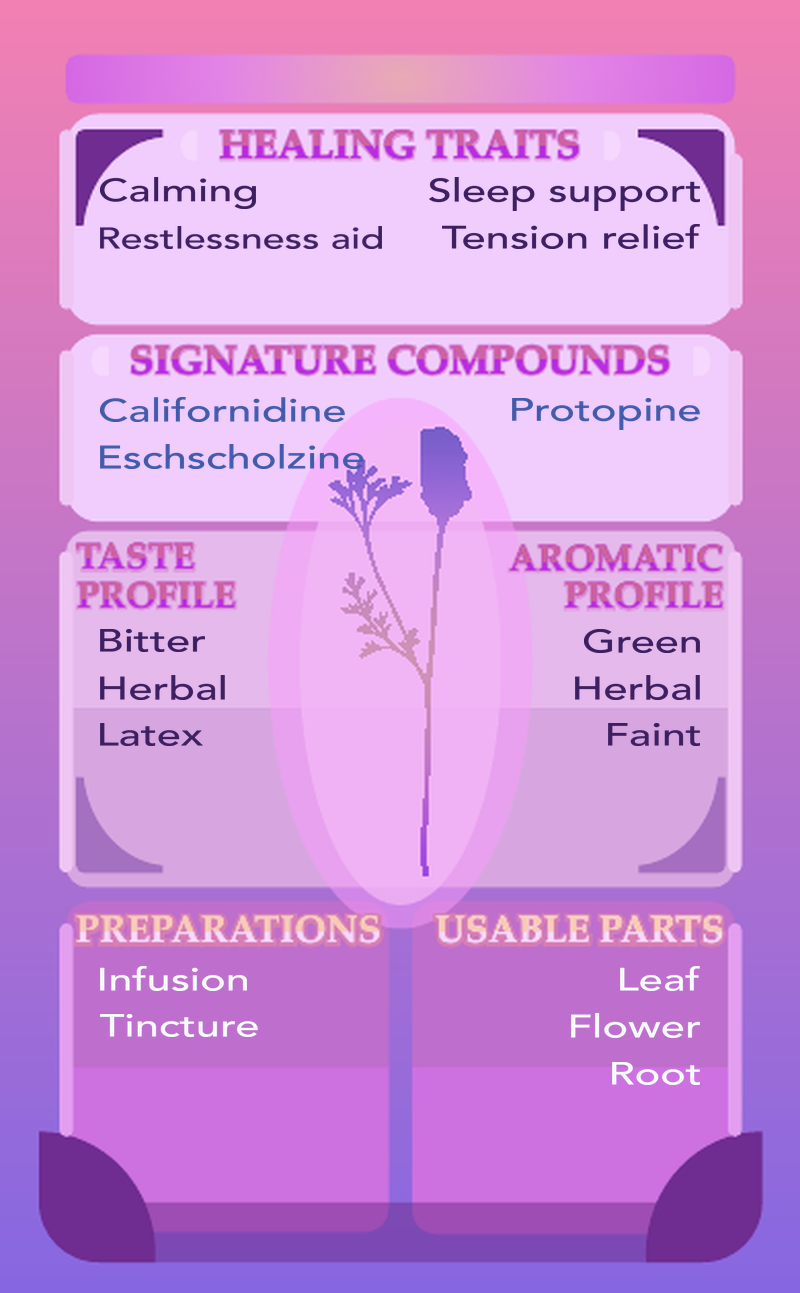 HEALING TRAITS
Calming
Sleep support
Restlessness aid
Tension relief
SIGNATURE COMPOUNDS
Californidine
Protopine
Eschscholzine
TASTE
PROFILE
Bitter
Herbal
Latex
AROMATIC
PROFILE
Green
Herbal
Faint
PREPARATIONS
Infusion
Tincture
USABLE PARTS
Leaf
Flower
Root